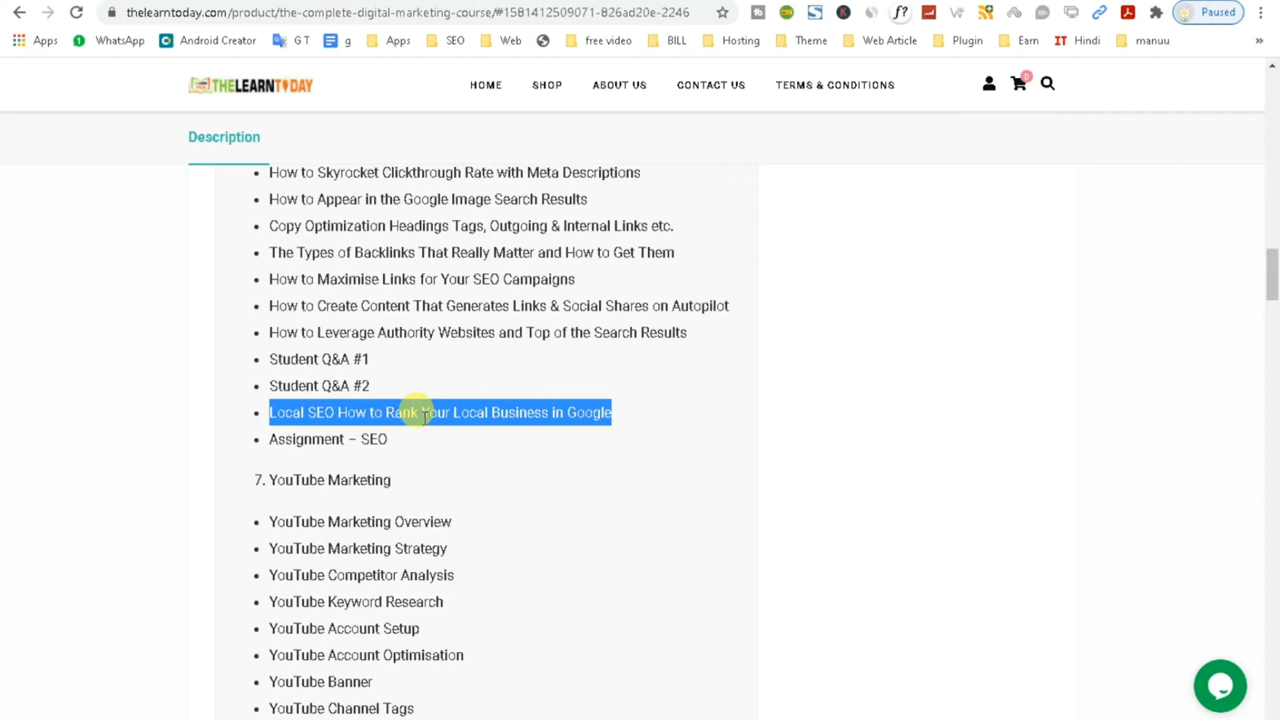 thelearntoday.com/product/the-complete-digital-marketing-course/#1581412509071-826ad20e-2246
Paused
Apps WhatsApp Android Creator G T g Apps SEO Web free video BILL Hosting Theme Web Article Plugin Earn IT Hindi manuu »
THELEARNTODAY HOME SHOP ABOUT US CONTACT US TERMS & CONDITIONS 0
Description
• How to Skyrocket Clickthrough Rate with Meta Descriptions
• How to Appear in the Google Image Search Results
• Copy Optimization Headings Tags, Outgoing & Internal Links etc.
• The Types of Backlinks That Really Matter and How to Get Them
• How to Maximise Links for Your SEO Campaigns
• How to Create Content That Generates Links & Social Shares on Autopilot
• How to Leverage Authority Websites and Top of the Search Results
• Student Q&A #1
• Student Q&A #2
• Local SEO How to Rank Your Local Business in Google
• Assignment – SEO
7. YouTube Marketing
• YouTube Marketing Overview
• YouTube Marketing Strategy
• YouTube Competitor Analysis
• YouTube Keyword Research
• YouTube Account Setup
• YouTube Account Optimisation
• YouTube Banner
• YouTube Channel Tags